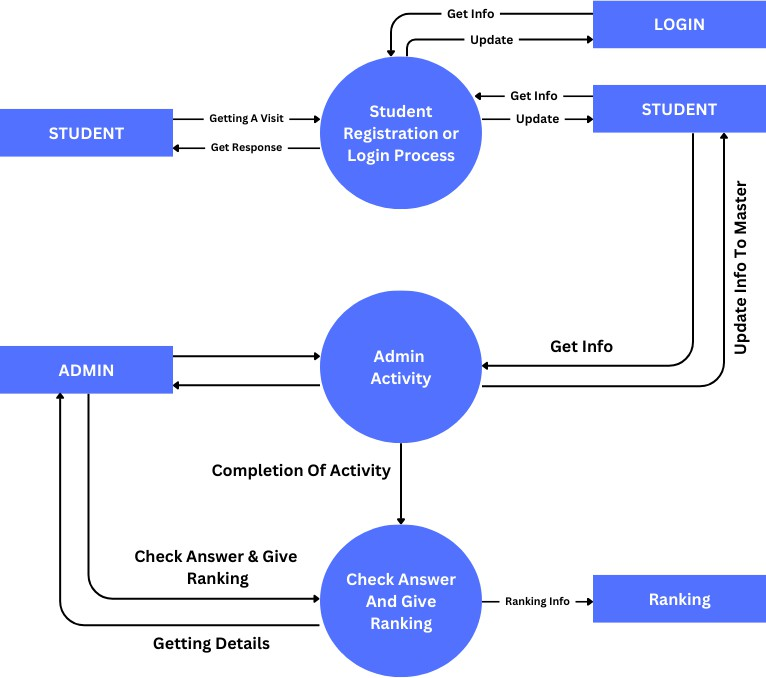 Get Info
LOGIN
Update
Student
Registration or
Login Process
Get Info
STUDENT
Getting A Visit
Update
STUDENT
Get Response
Update Info To Master
Get Info
Admin
Activity
ADMIN
Completion Of Activity
Check Answer & Give
Ranking
Check Answer
And Give
Ranking
Ranking Info
Ranking
Getting Details